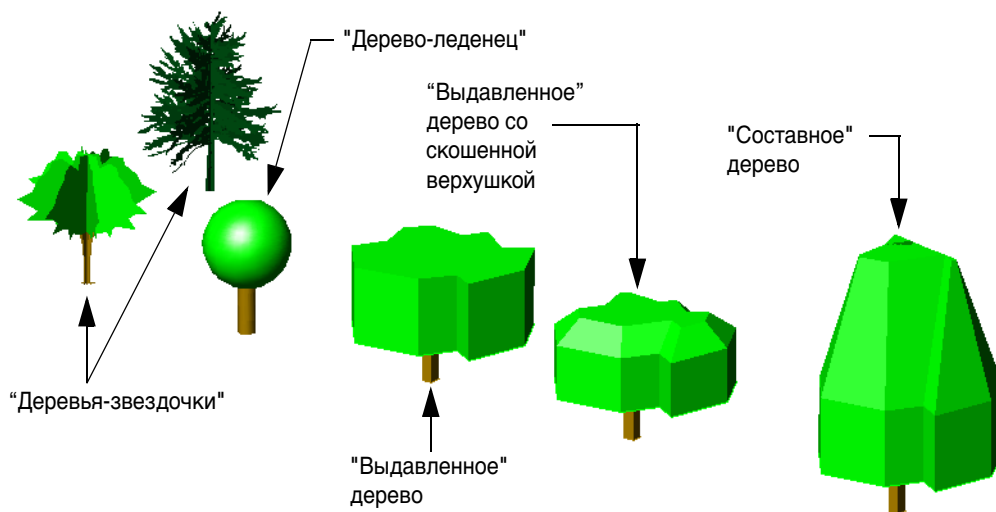 "Дерево-леденец"
“Выдавленное”
дерево со
скошенной
верхушкой
"Составное"
дерево
“Деревья-звездочки"
"Выдавленное"
дерево